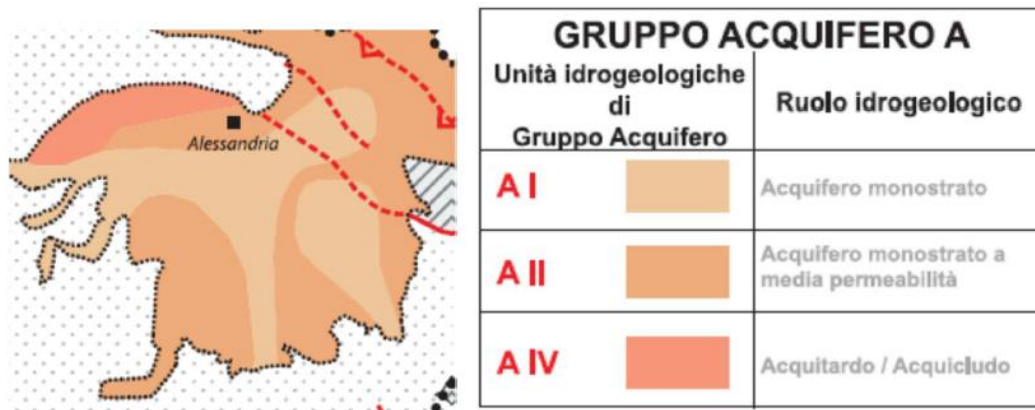 Alessandria
GRUPPO ACQUIFERO A
Unità idrogeologiche
di
Gruppo Acquifero
Ruolo idrogeologico
A I
Acquifero monostrato
A II
Acquifero monostrato a
media permeabilità
A IV
Acquitardo / Acquicludo